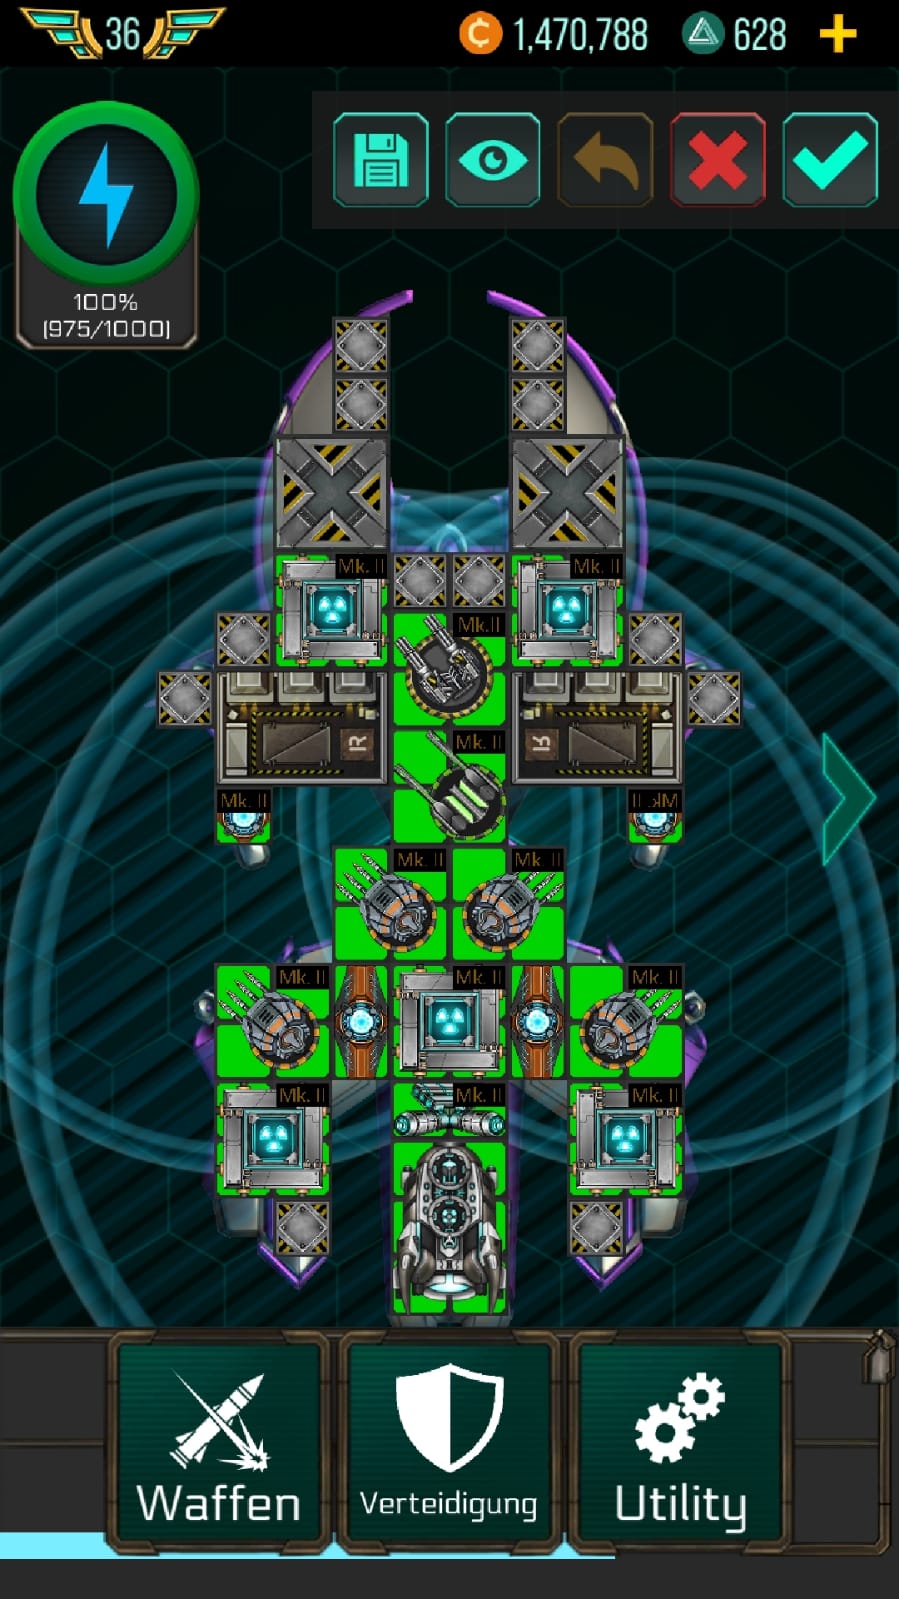 36 1,470,788 628
100%
(975/1000)
Mk. II Mk. II
Mk.II
Mk. II
Mk. II Mk. II
Mk. II Mk. II
Mk. II Mk. II Mk. II
Mk. II Mk. II Mk. II
Waffen Verteidigung Utility